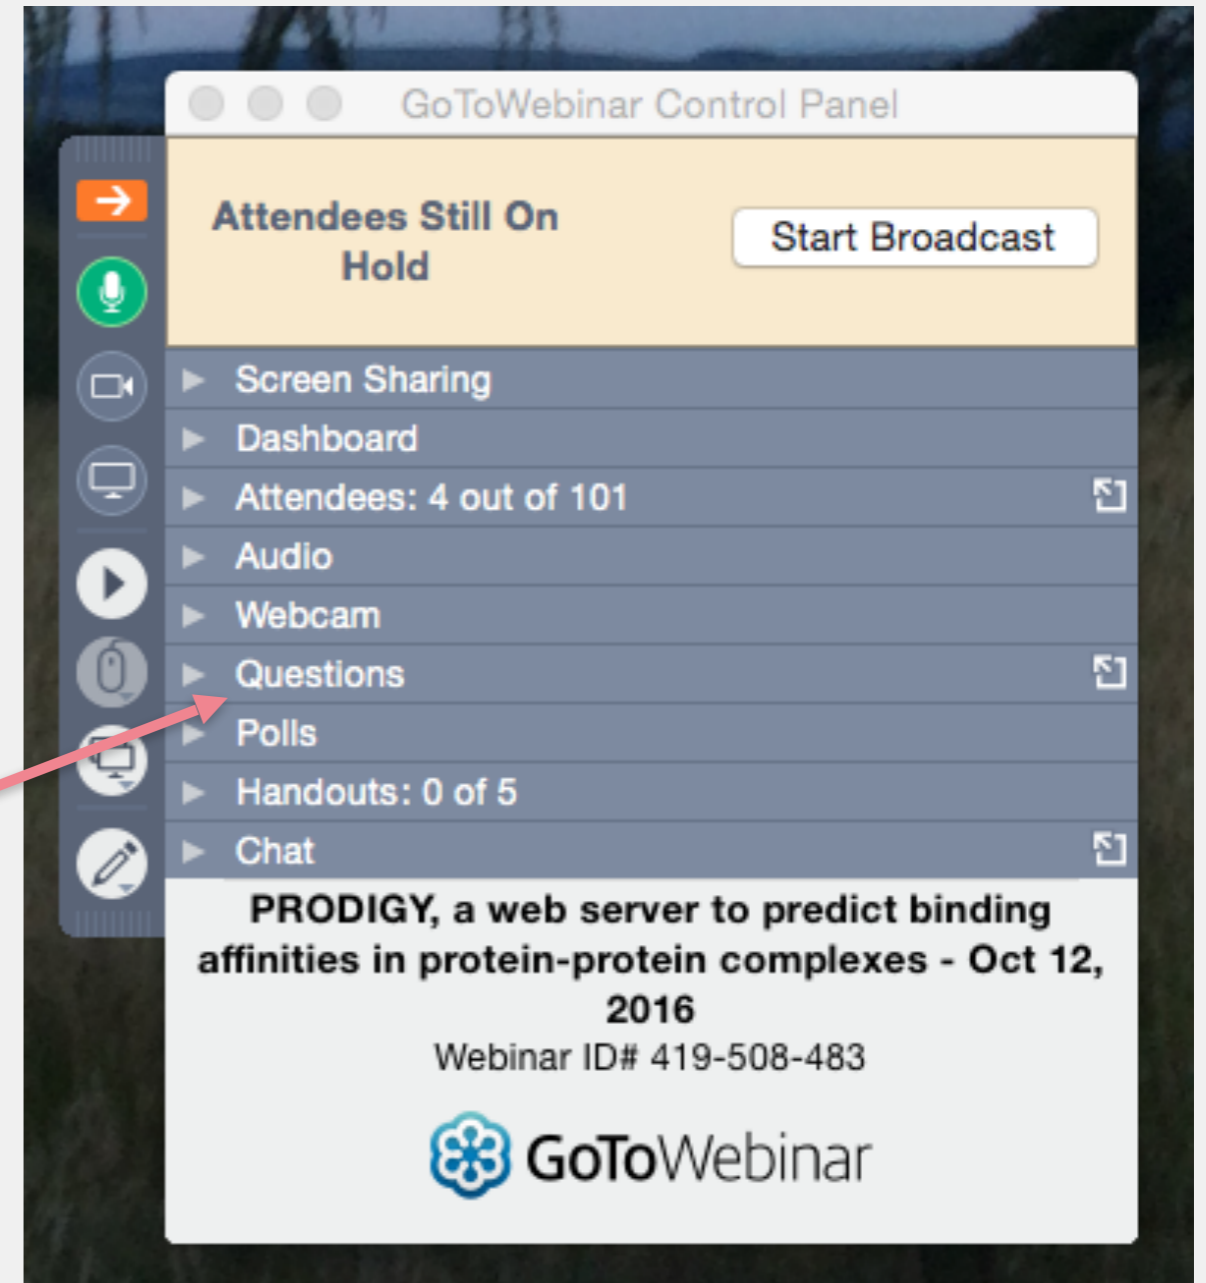 GoToWebinar Control Panel
Attendees Still On
Hold
Start Broadcast
Screen Sharing
Dashboard
Attendees: 4 out of 101
Audio
Webcam
Questions
Polls
Handouts: 0 of 5
Chat
PRODIGY, a web server to predict binding
affinities in protein-protein complexes - Oct 12,
2016
Webinar ID# 419-508-483
GoToWebinar